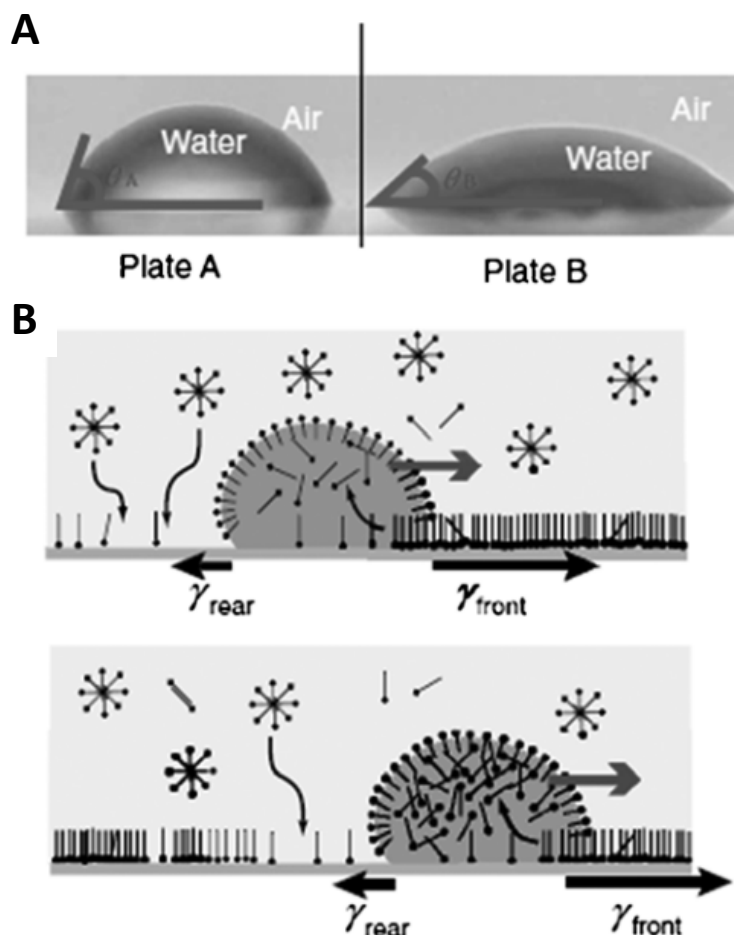 A
Air
Water
θA
Plate A
Air
Water
θB
Plate B
B
γrear
γfront
γrear
γfront